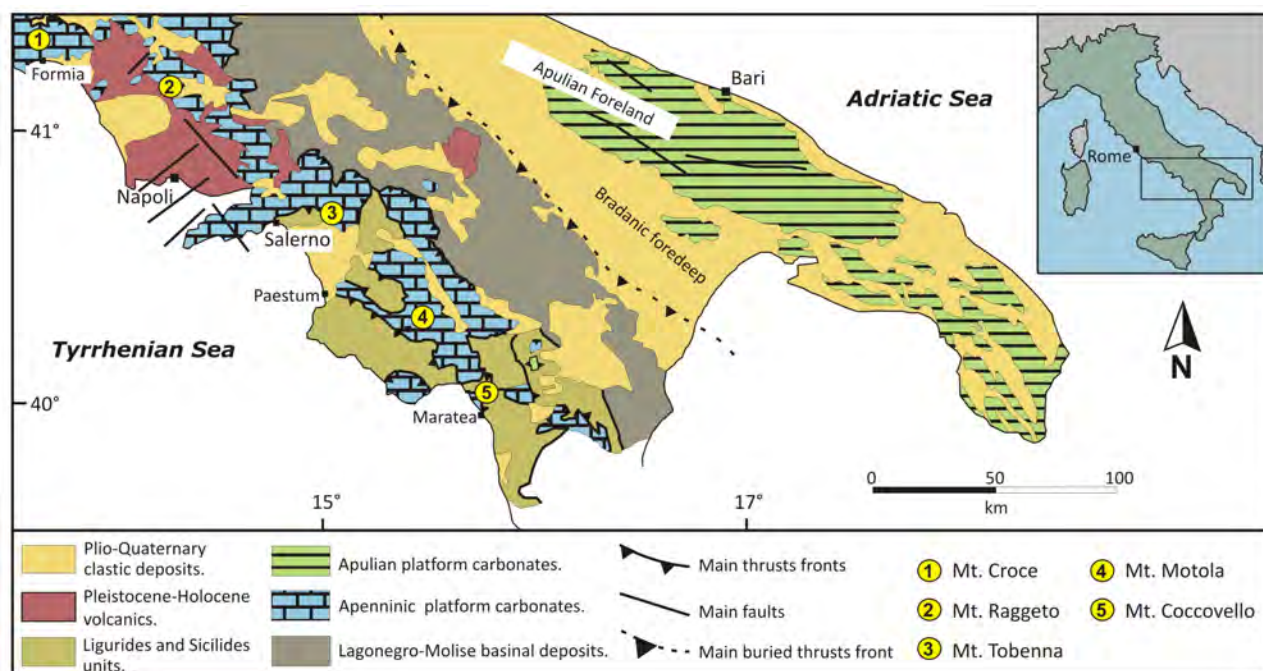 1
Formia
2
41°
Napoli
Salerno
3
Paestum
4
Tyrrhenian Sea
40°
Maratea
5
Apulian Foreland
Bari
Adriatic Sea
Bradanic foredeep
Rome
N
0 50 100
km
15° 17°
Plio-Quaternary
clastic deposits.
Pleistocene-Holocene
volcanics.
Ligurides and Sicilides
units.
Apulian platform carbonates.
Apenninic platform carbonates.
Lagonegro-Molise basinal deposits.
Main thrusts fronts
Main faults
Main buried thrusts front
1 Mt. Croce
2 Mt. Raggeto
3 Mt. Tobenna
4 Mt. Motola
5 Mt. Coccovello